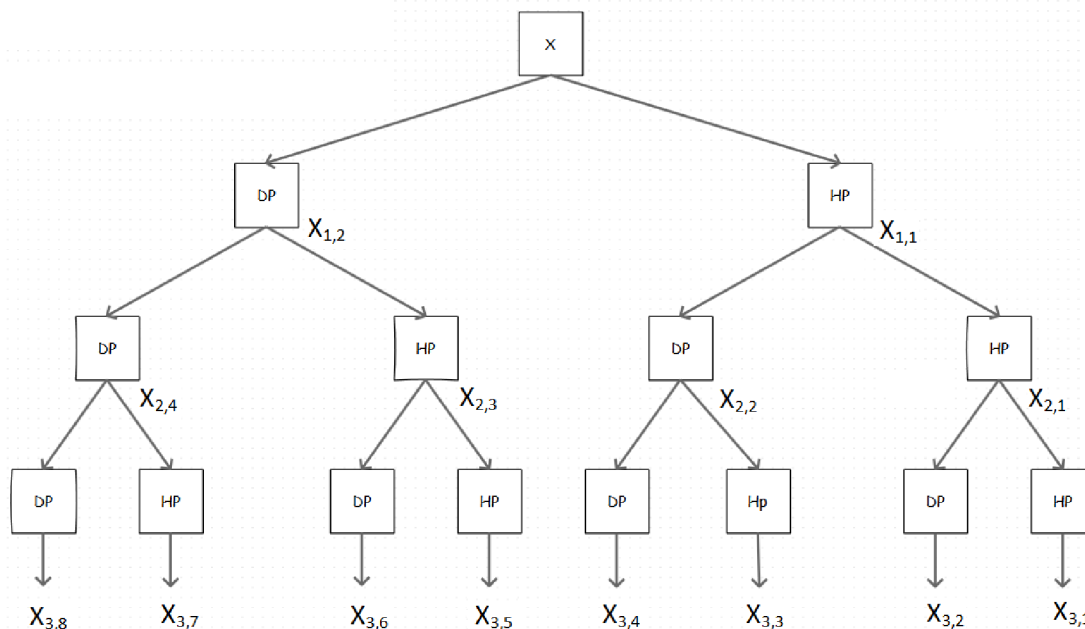 X
DP HP
X1,2 X1,1
DP HP DP HP
X2,4 X2,3 X2,2 X2,1
DP HP DP HP DP Hp DP HP
X3,8 X3,7 X3,6 X3,5 X3,4 X3,3 X3,2 X3,1